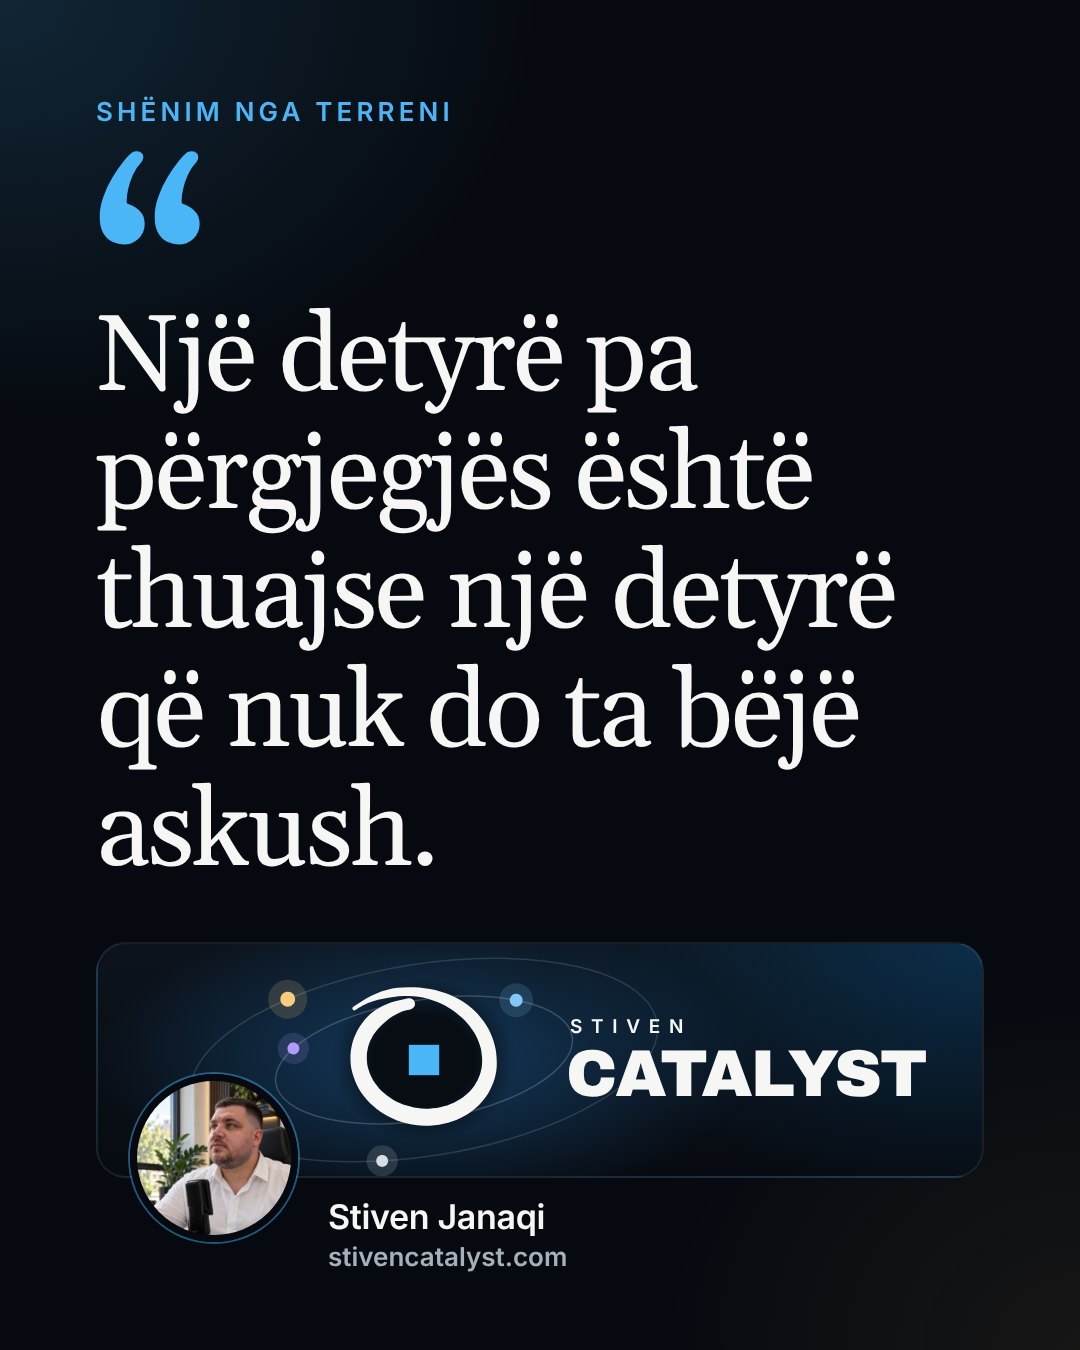 SHËNIM NGA TERRENI
“
Një detyrë pa
përgjegjës është
thuajse një detyrë
që nuk do ta bëjë
askush.
STIVEN
CATALYST
Stiven Janaqi
stivencatalyst.com